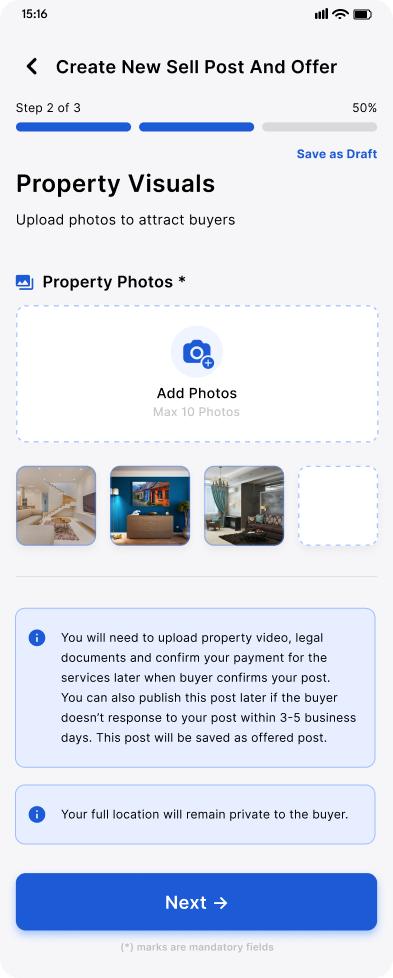 15:16
Create New Sell Post And Offer
Step 2 of 3
50%
Save as Draft
Property Visuals
Upload photos to attract buyers
Property Photos *
Add Photos
Max 10 Photos
You will need to upload property video, legal
documents and confirm your payment for the
services later when buyer confirms your post.
You can also publish this post later if the buyer
doesn’t response to your post within 3-5 business
days. This post will be saved as offered post.
Your full location will remain private to the buyer.
Next →
(*) marks are mandatory fields